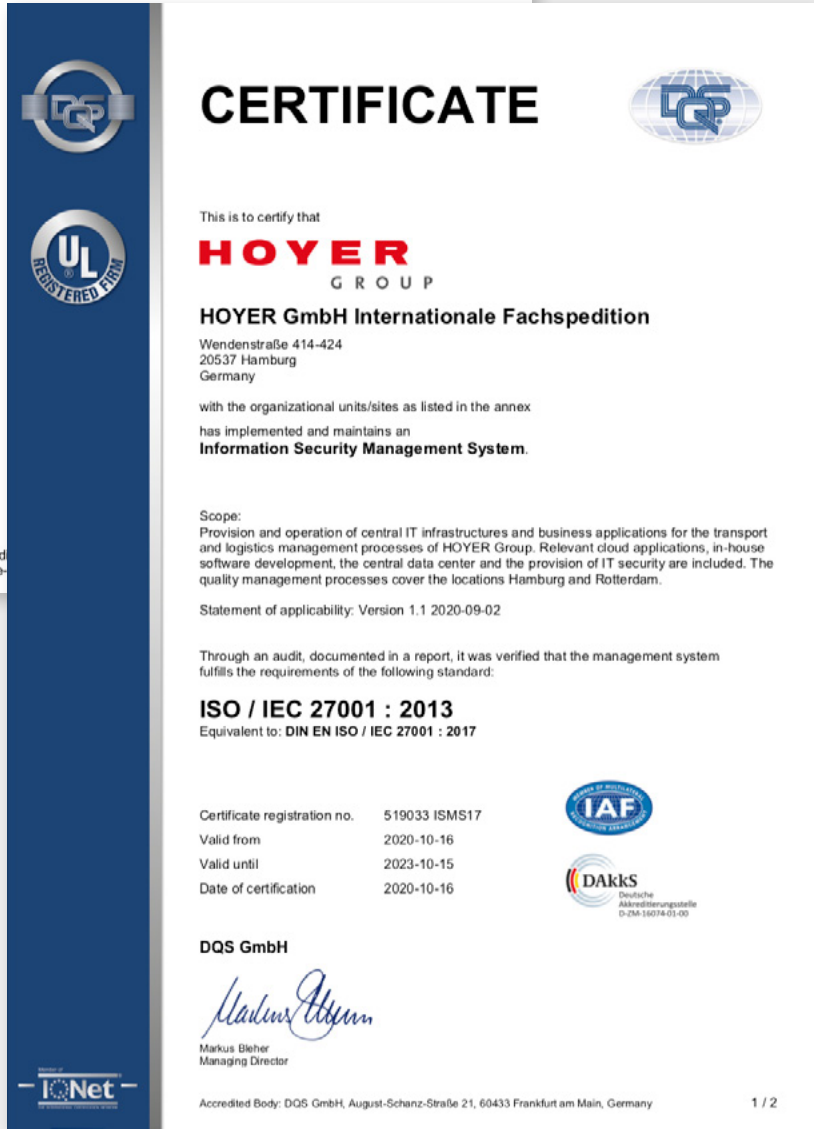 DQS
CERTIFICATE
DQS
UL
®
REGISTERED FIRM
This is to certify that
HOYER
GROUP
HOYER GmbH Internationale Fachspedition
Wendenstraße 414-424
20537 Hamburg
Germany
with the organizational units/sites as listed in the annex
has implemented and maintains an
Information Security Management System.
Scope:
Provision and operation of central IT infrastructures and business applications for the transport
and logistics management processes of HOYER Group. Relevant cloud applications, in-house
software development, the central data center and the provision of IT security are included. The
quality management processes cover the locations Hamburg and Rotterdam.
Statement of applicability: Version 1.1 2020-09-02
Through an audit, documented in a report, it was verified that the management system
fulfills the requirements of the following standard:
ISO / IEC 27001 : 2013
Equivalent to: DIN EN ISO / IEC 27001 : 2017
Certificate registration no. 519033 ISMS17
Valid from 2020-10-16
Valid until 2023-10-15
Date of certification 2020-10-16
MEMBER OF MULTILATERAL
IAF
RECOGNITION ARRANGEMENT
DAkkS
Deutsche
Akkreditierungsstelle
D-ZM-16074-01-00
DQS GmbH
Markus Bleher
Managing Director
Member of
IQNet
Accredited Body: DQS GmbH, August-Schanz-Straße 21, 60433 Frankfurt am Main, Germany
1 / 2